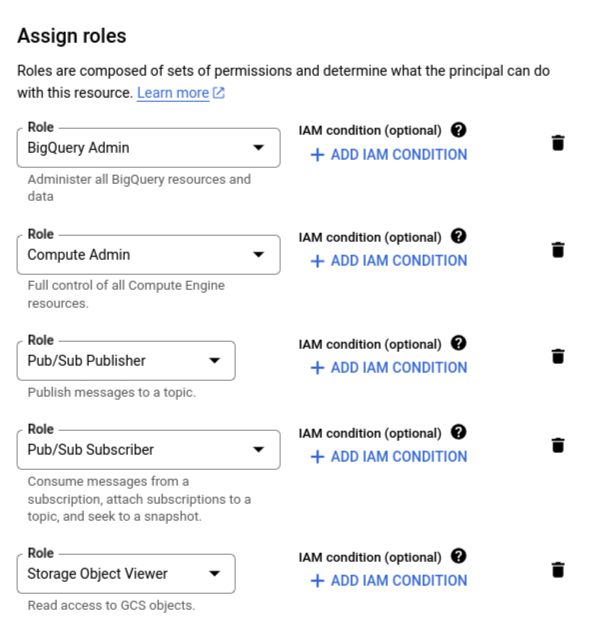 Assign roles
Roles are composed of sets of permissions and determine what the principal can do
with this resource. Learn more
Role
BigQuery Admin
IAM condition (optional)
+ ADD IAM CONDITION
Administer all BigQuery resources and
data
Role
Compute Admin
IAM condition (optional)
+ ADD IAM CONDITION
Full control of all Compute Engine
resources.
Role
Pub/Sub Publisher
IAM condition (optional)
+ ADD IAM CONDITION
Publish messages to a topic.
Role
Pub/Sub Subscriber
IAM condition (optional)
+ ADD IAM CONDITION
Consume messages from a
subscription, attach subscriptions to a
topic, and seek to a snapshot.
Role
Storage Object Viewer
IAM condition (optional)
+ ADD IAM CONDITION
Read access to GCS objects.